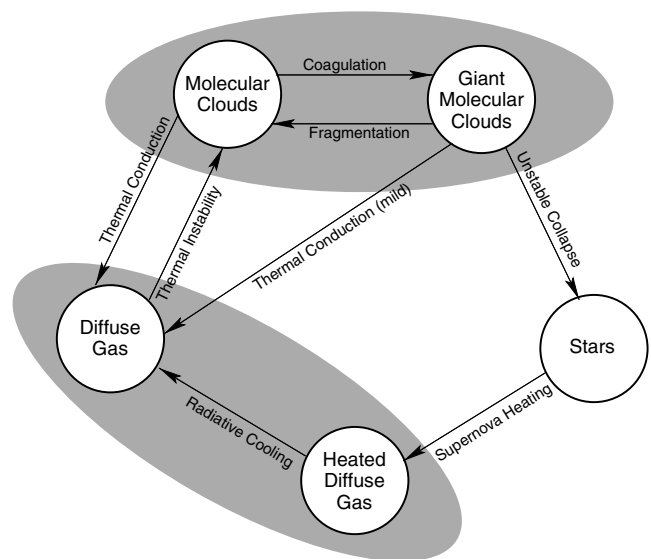 Molecular
Clouds
Coagulation
Giant
Molecular
Clouds
Fragmentation
Thermal Conduction
Thermal Instability
Thermal Conduction (mild)
Unstable Collapse
Diffuse
Gas
Stars
Radiative Cooling
Supernova Heating
Heated
Diffuse
Gas